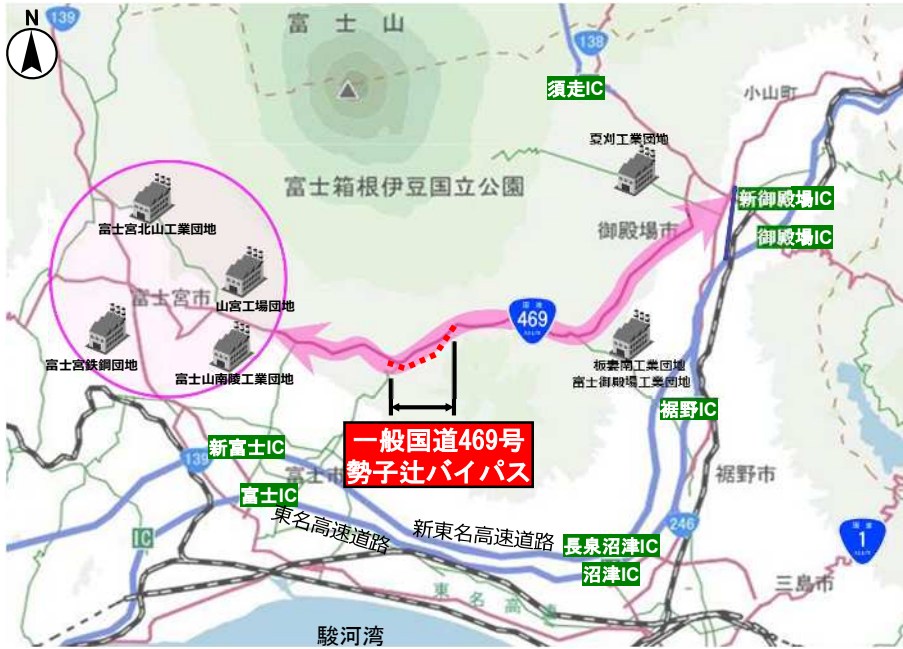 N
139
富士山
138
須走IC
小山町
夏刈工業団地
富士箱根伊豆国立公園
新御殿場IC
富士宮北山工業団地
御殿場市
御殿場IC
山宮工場団地
富士宮市
国道
469
富士宮鉄鋼団地
富士山南陵工業団地
板妻南工業団地
富士御殿場工業団地
裾野IC
一般国道469号
勢子辻バイパス
新富士IC
139
富士市
裾野市
富士IC
東名高速道路
新東名高速道路
246
国道
1
IC
長泉沼津IC
沼津IC
三島市
東名高速
駿河湾